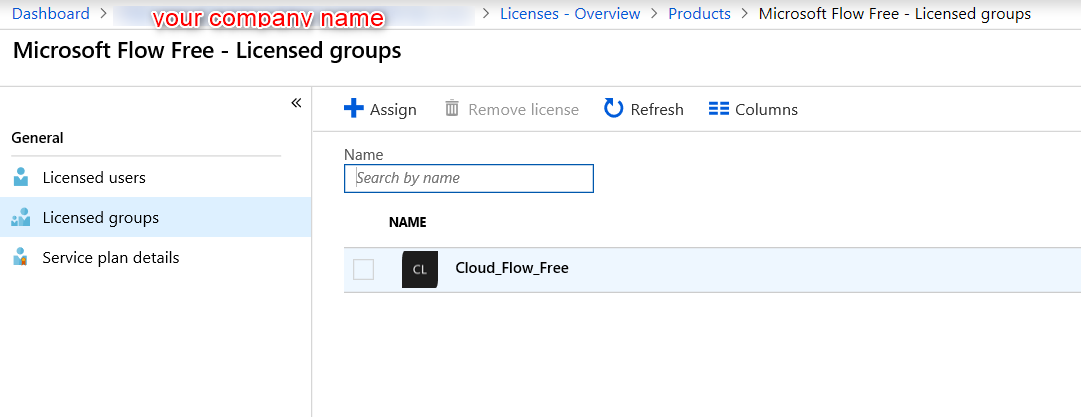 Dashboard > your company name > Licenses - Overview > Products > Microsoft Flow Free - Licensed groups
Microsoft Flow Free - Licensed groups
«
General
Licensed users
Licensed groups
Service plan details
Assign Remove license Refresh Columns
Name
Search by name
NAME
CL Cloud_Flow_Free